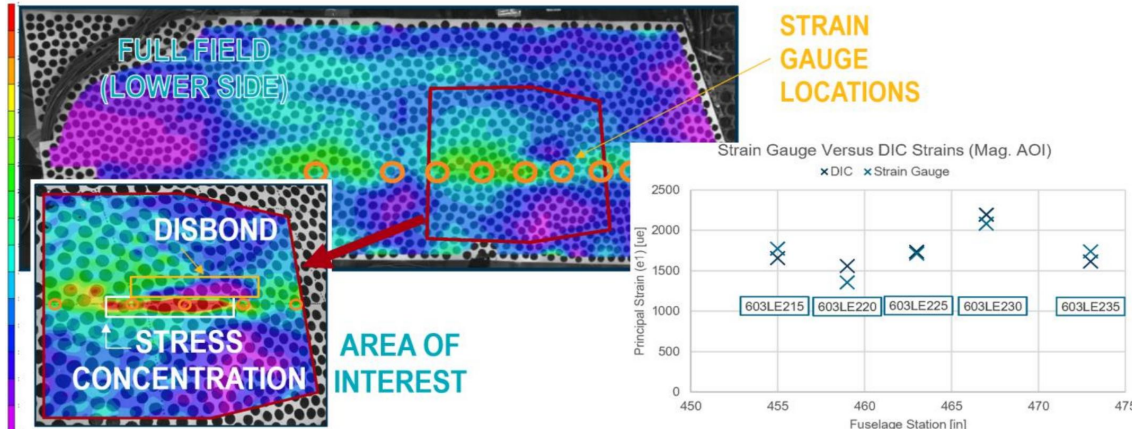 FULL FIELD
(LOWER SIDE)
STRAIN
GAUGE
LOCATIONS
DISBOND
STRESS
CONCENTRATION
AREA OF
INTEREST
Strain Gauge Versus DIC Strains (Mag. AOI)
DIC Strain Gauge
Principal Strain (e1) [ue]
2500
2000
1500
1000
500
0
603LE215 603LE220 603LE225 603LE230 603LE235
450 455 460 465 470 475
Fuselage Station [in]